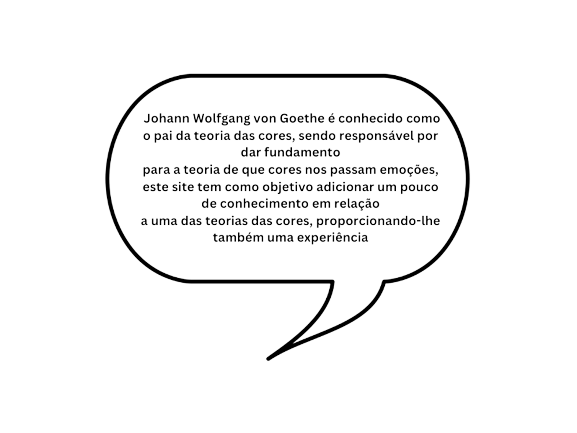 Johann Wolfgang von Goethe é conhecido como
o pai da teoria das cores, sendo responsável por
dar fundamento
para a teoria de que cores nos passam emoções,
este site tem como objetivo adicionar um pouco
de conhecimento em relação
a uma das teorias das cores, proporcionando-lhe
também uma experiência